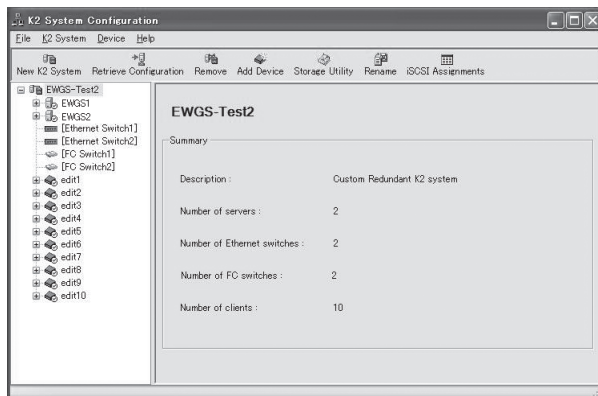 K2 System Configuration
File K2 System Device Help
New K2 System Retrieve Configuration Remove Add Device Storage Utility Rename iSCSI Assignments
EWGS-Test2
EWGS1
EWGS2
[Ethernet Switch1]
[Ethernet Switch2]
[FC Switch1]
[FC Switch2]
edit1
edit2
edit3
edit4
edit5
edit6
edit7
edit8
edit9
edit10
EWGS-Test2
Summary
Description : Custom Redundant K2 system
Number of servers : 2
Number of Ethernet switches : 2
Number of FC switches : 2
Number of clients : 10